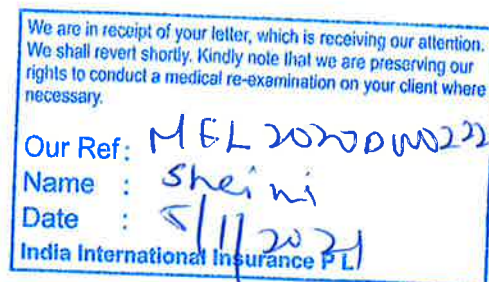 We are in receipt of your letter, which is receiving our attention.
We shall revert shortly. Kindly note that we are preserving our
rights to conduct a medical re-examination on your client where
necessary.
Our Ref: MEL2020DW0222
Name : Sheini
Date : 5/1/2021
India International Insurance P L